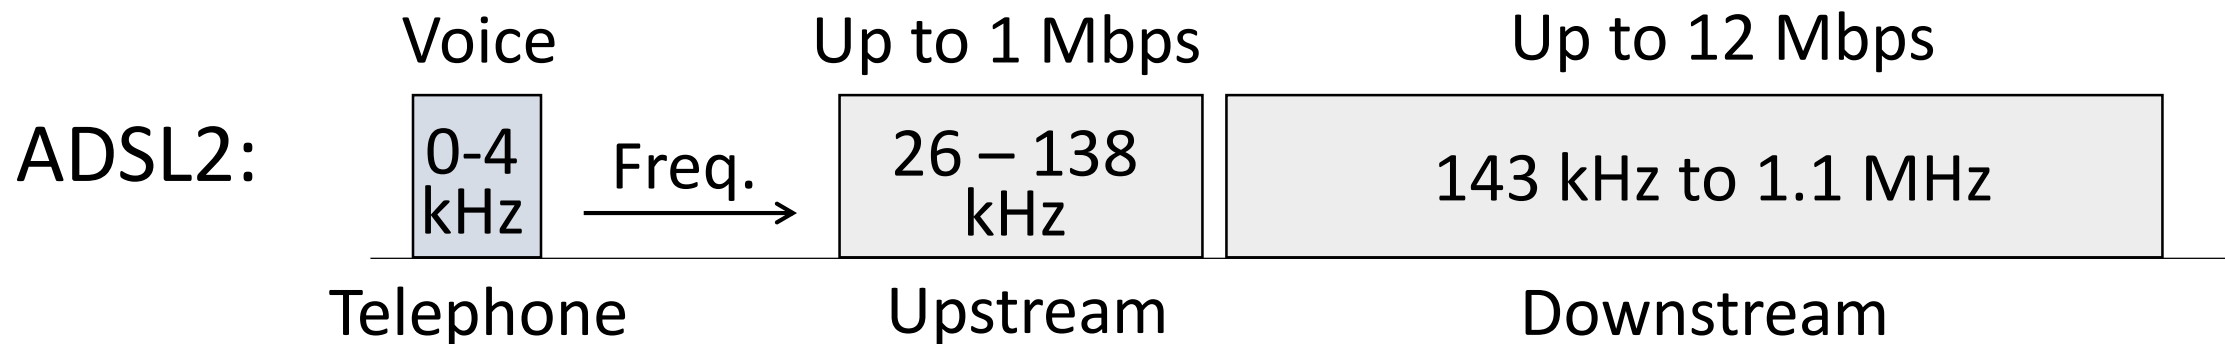 Voice
Up to 1 Mbps
Up to 12 Mbps
ADSL2:
0-4
kHz
Freq.
26 – 138
kHz
143 kHz to 1.1 MHz
Telephone
Upstream
Downstream